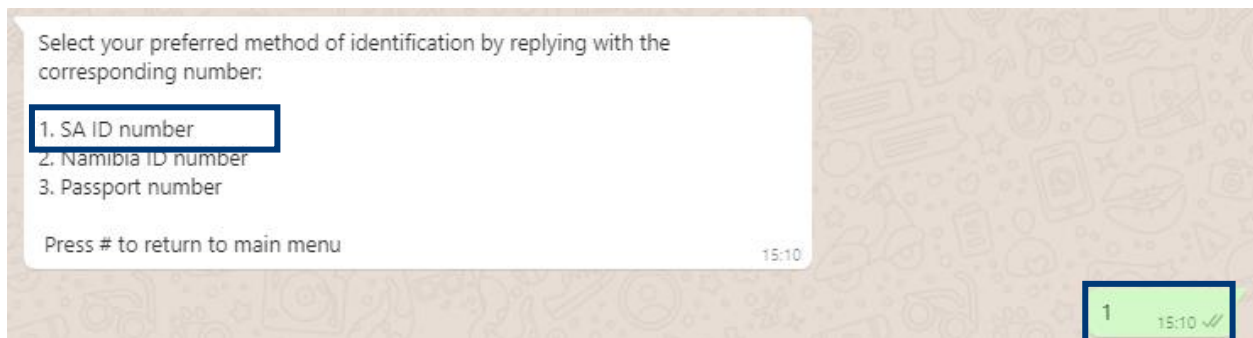 Select your preferred method of identification by replying with the
corresponding number:
1. SA ID number
2. Namibia ID number
3. Passport number
Press # to return to main menu
15:10
1
15:10